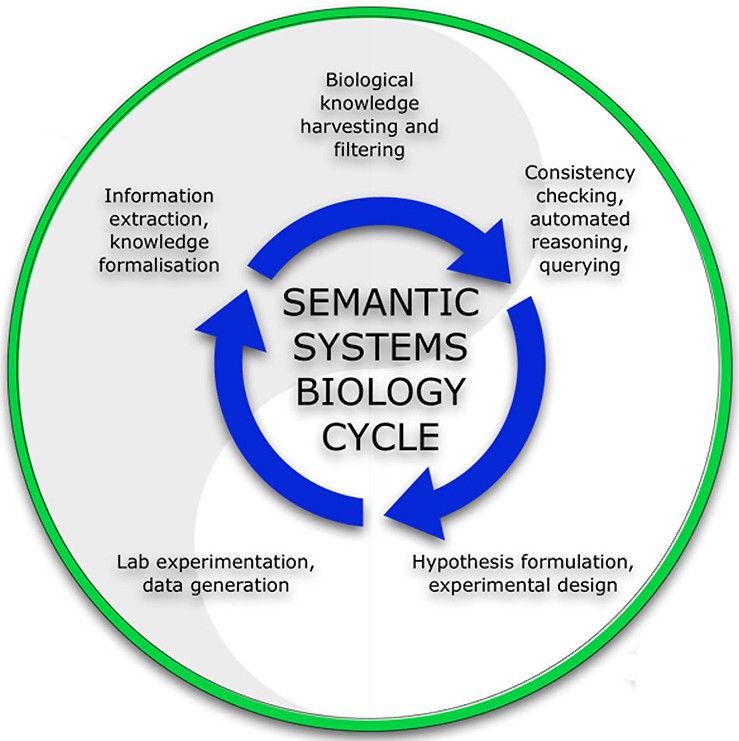 Biological
knowledge
harvesting and
filtering
Consistency
checking,
automated
reasoning,
querying
Information
extraction,
knowledge
formalisation
SEMANTIC
SYSTEMS
BIOLOGY
CYCLE
Lab experimentation,
data generation
Hypothesis formulation,
experimental design